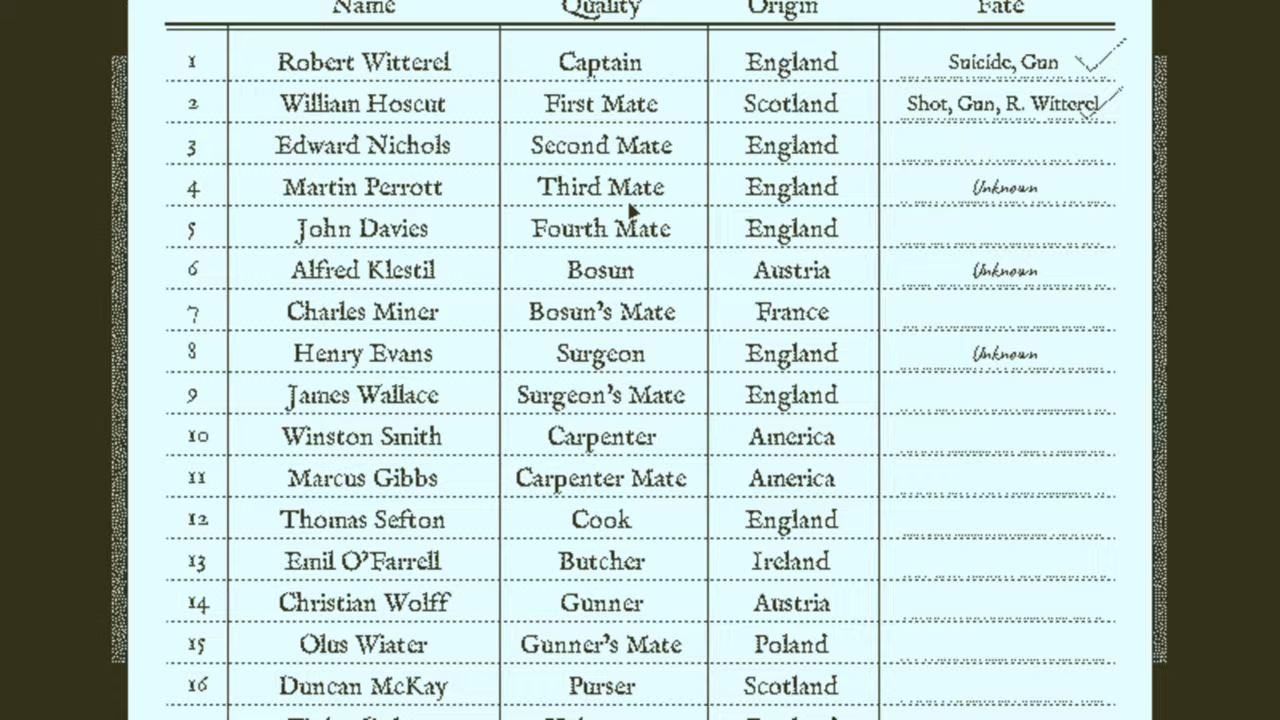 Name Quality Origin Fate
1 Robert Witterel Captain England Suicide, Gun
2 William Hoscut First Mate Scotland Shot, Gun, R. Witterel
3 Edward Nichols Second Mate England
4 Martin Perrott Third Mate England Unknown
5 John Davies Fourth Mate England
6 Alfred Klestil Bosun Austria Unknown
7 Charles Miner Bosun's Mate France
8 Henry Evans Surgeon England Unknown
9 James Wallace Surgeon's Mate England
10 Winston Smith Carpenter America
11 Marcus Gibbs Carpenter Mate America
12 Thomas Sefton Cook England
13 Emil O'Farrell Butcher Ireland
14 Christian Wolff Gunner Austria
15 Olus Wiater Gunner's Mate Poland
16 Duncan McKay Purser Scotland